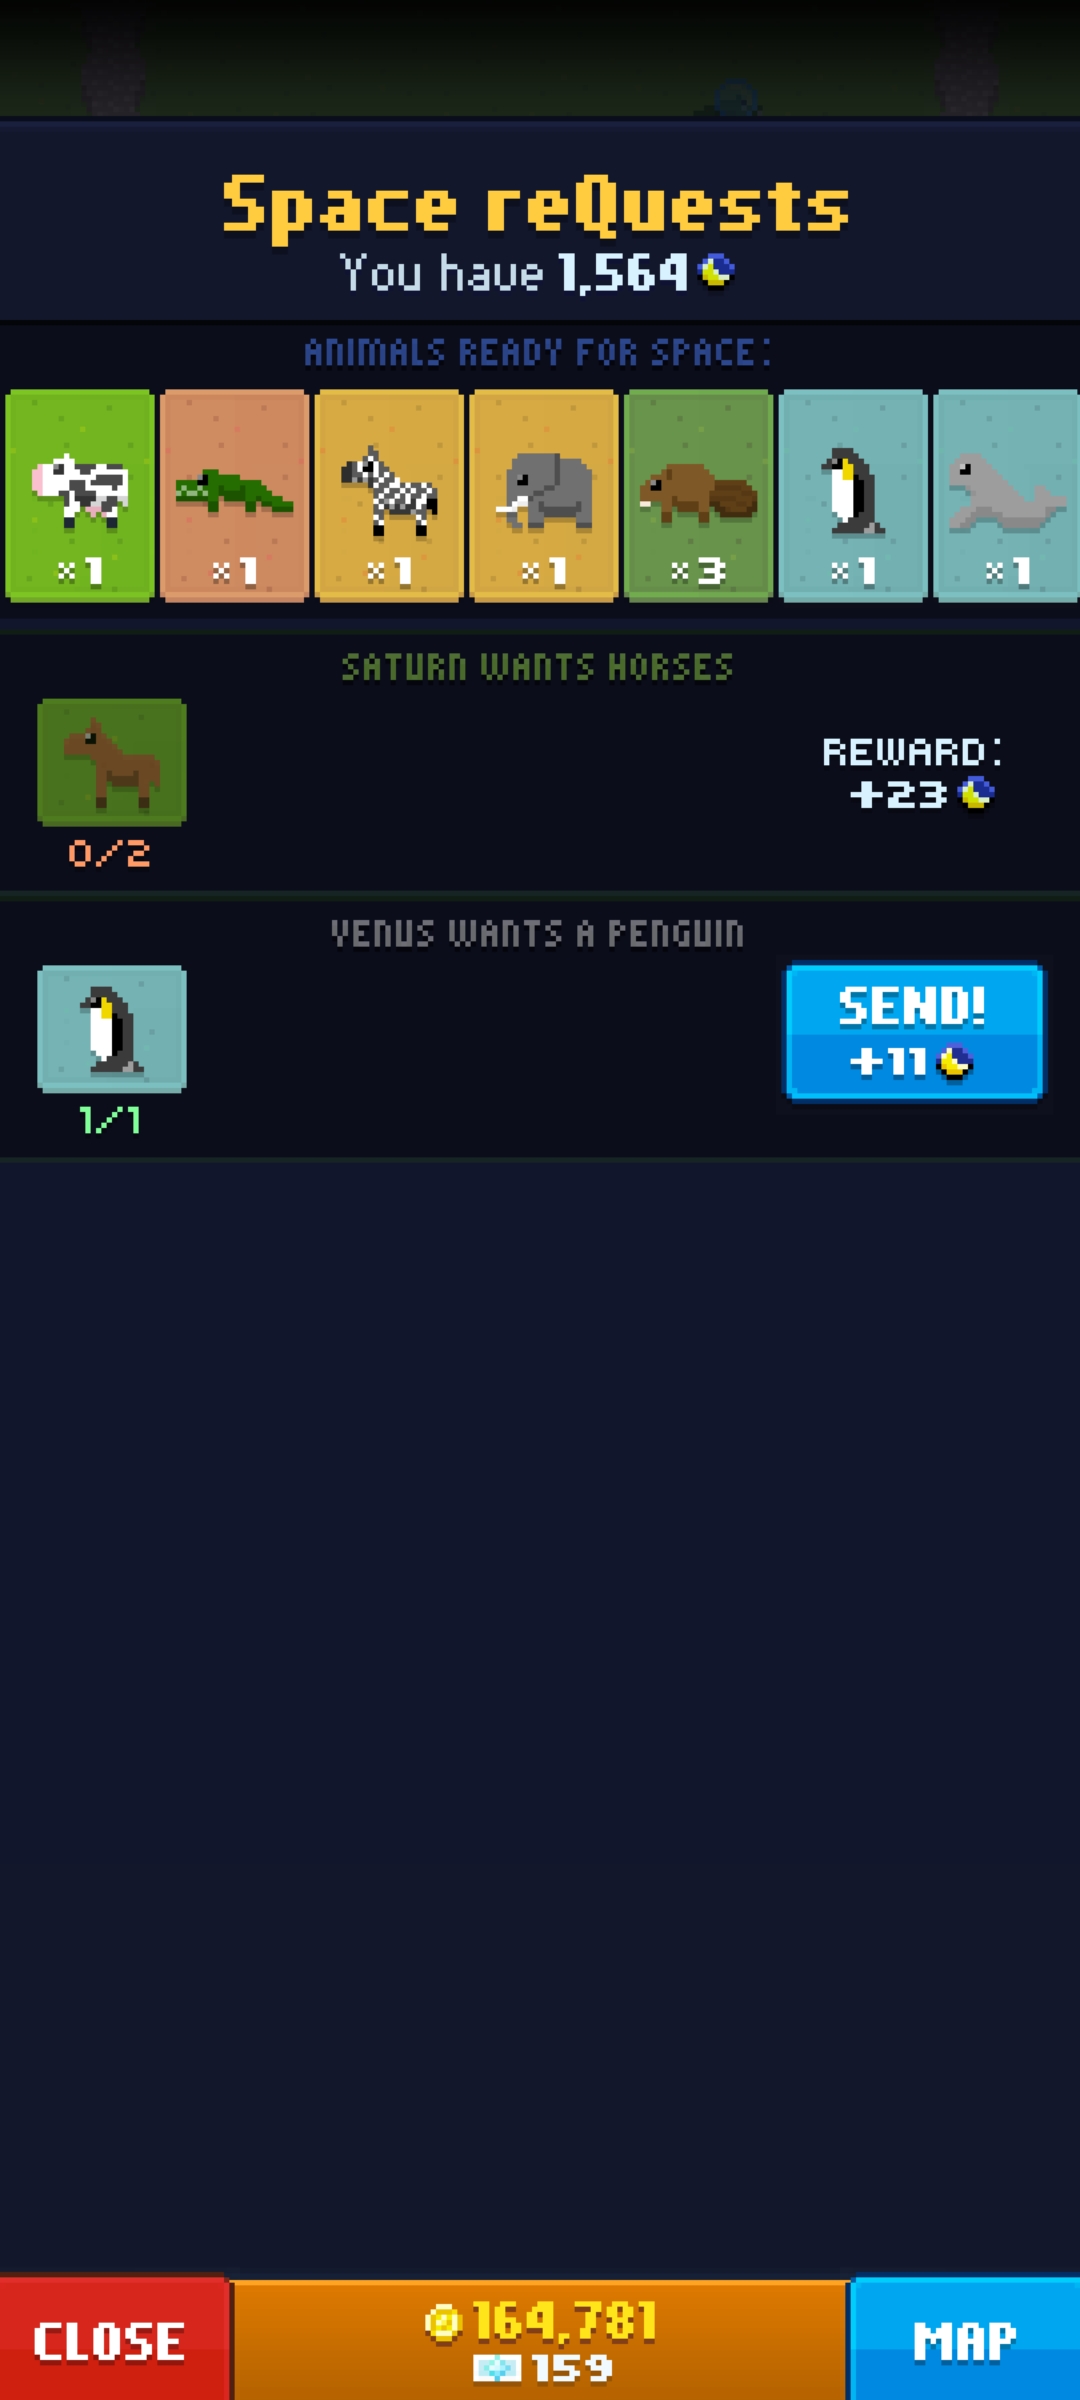 Space reQuests
You have 1,564
ANIMALS READY FOR SPACE:
×1 ×1 ×1 ×1 ×3 ×1 ×1
SATURN WANTS HORSES
REWARD:
+23
0/2
VENUS WANTS A PENGUIN
SEND!
+11
1/1
CLOSE
164,781
159
MAP